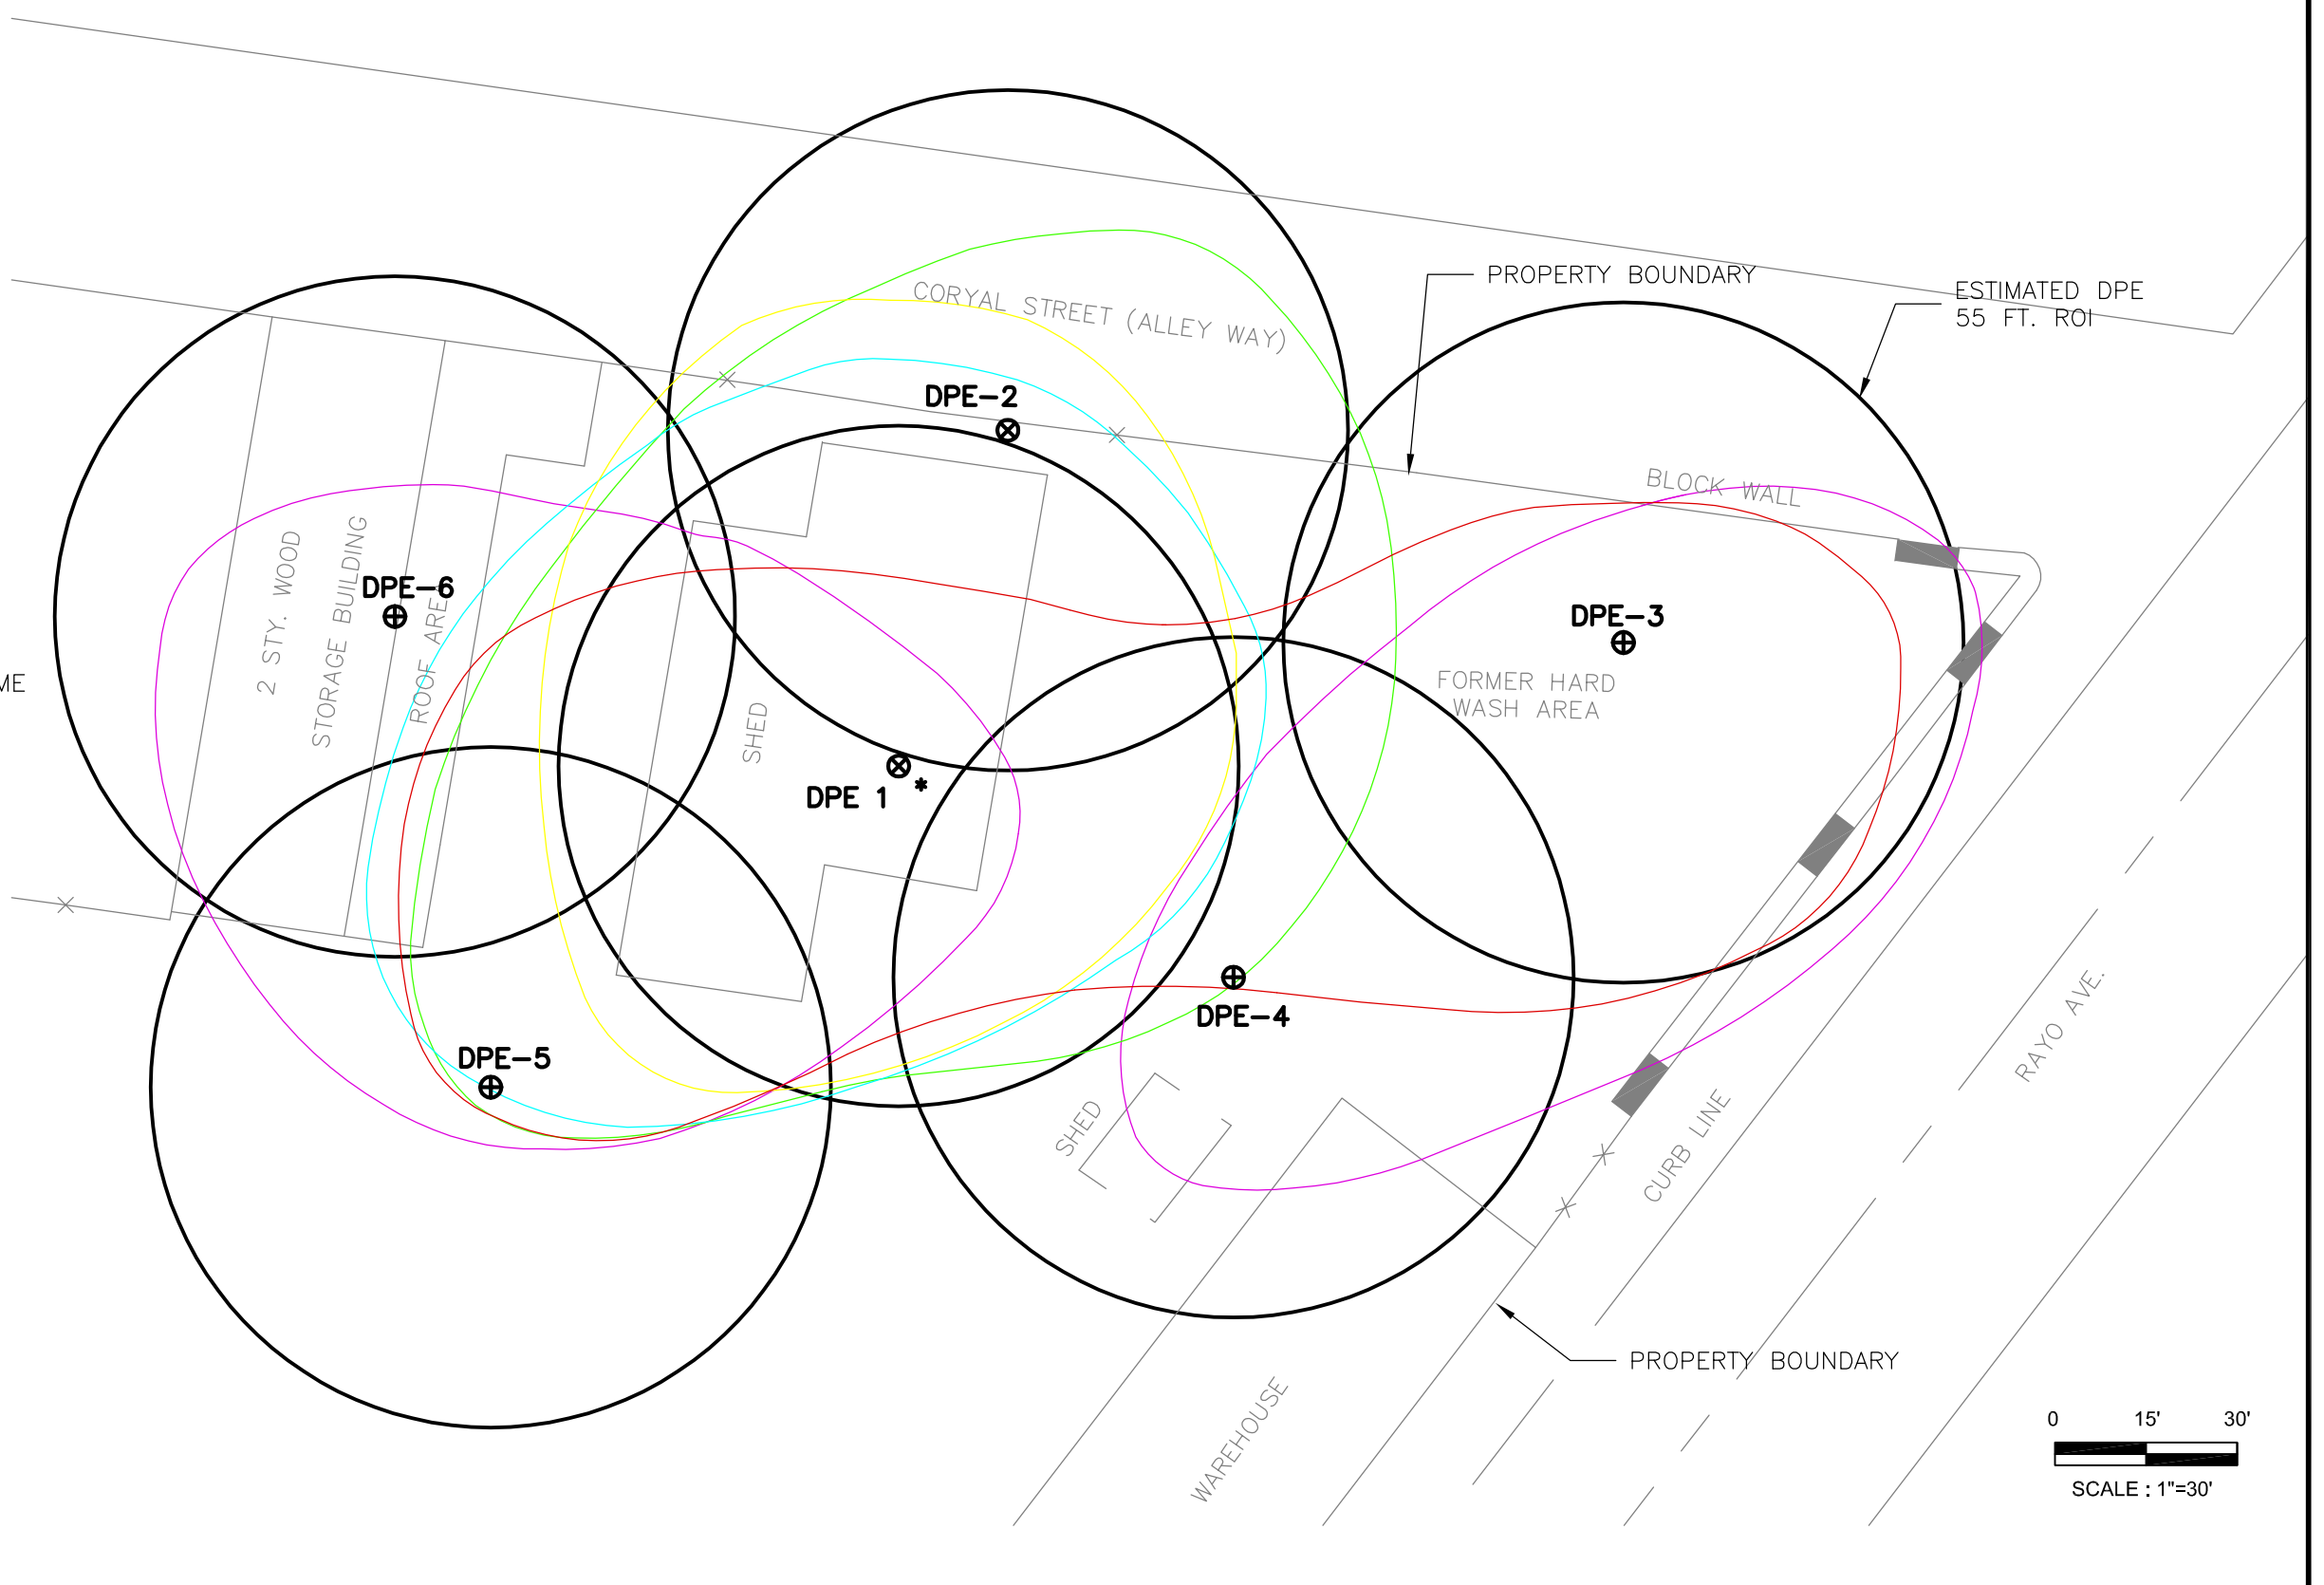 PROPERTY BOUNDARY
ESTIMATED DPE
55 FT. ROI
CORYAL STREET (ALLEY WAY)
DPE-2
BLOCK WALL
2 STY. WOOD
STORAGE BUILDING
ROOF AREA
DPE-6
DPE-3
FORMER HARD
WASH AREA
ME
SHED
DPE 1 *
DPE-4
DPE-5
SHED
CURB LINE
RAYO AVE.
WAREHOUSE
PROPERTY BOUNDARY
0 15' 30'
SCALE : 1"=30'